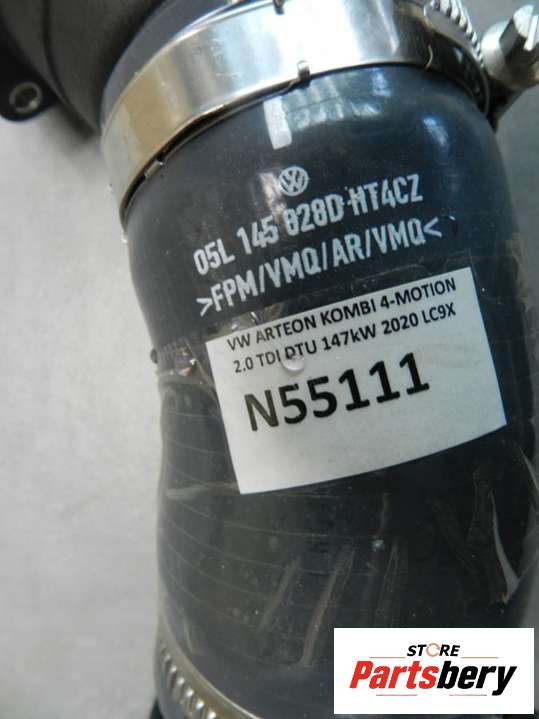 05L 145 828D HT4CZ
>FPM/VMQ/AR/VMQ<
VW ARTEON KOMBI 4-MOTION
2.0 TDI DTU 147kW 2020 LC9X
N55111
STORE
Partsbery